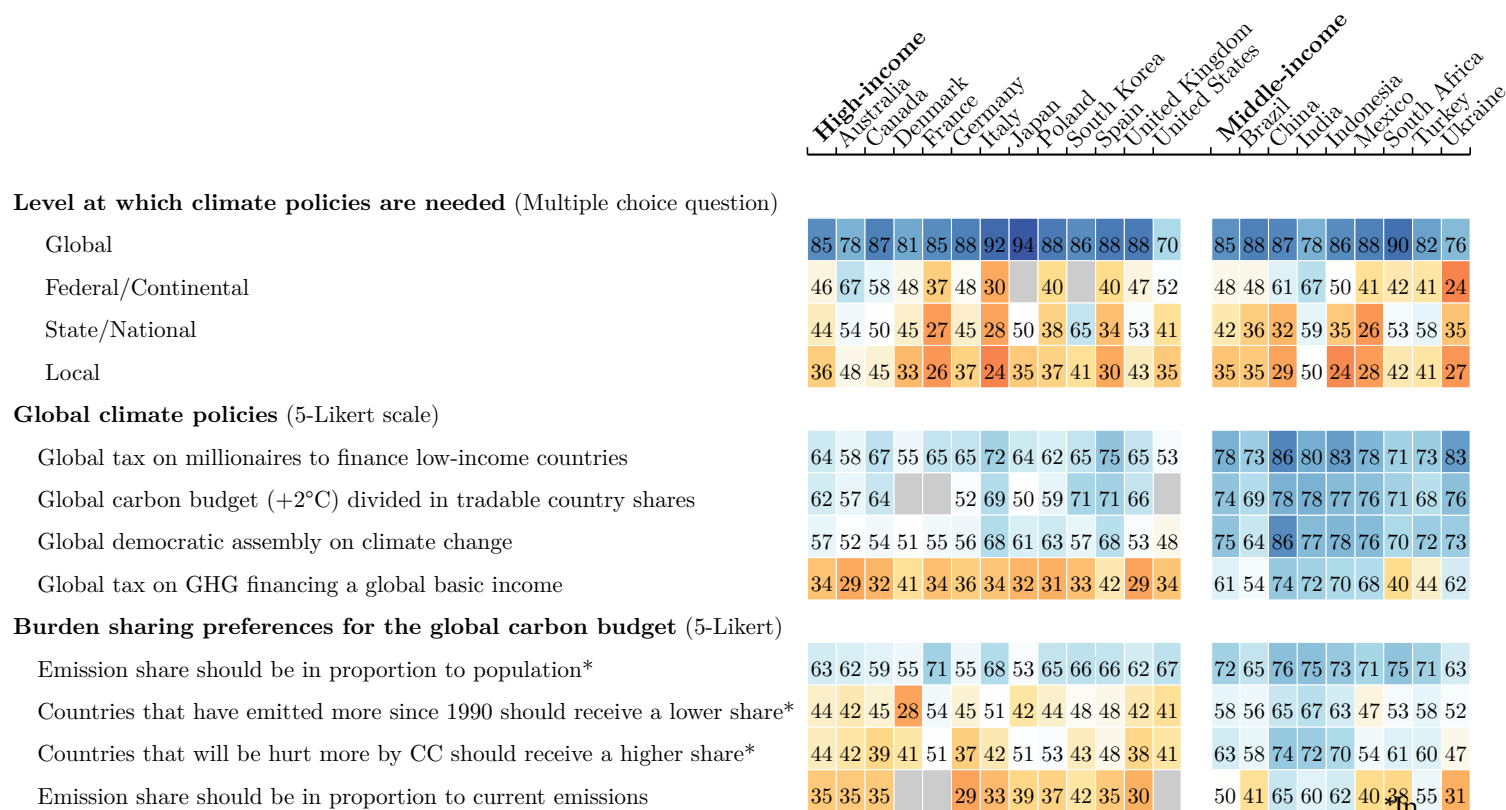 High-income Australia Canada Denmark France Germany Italy Japan Poland South Korea Spain United Kingdom United States Middle-income Brazil China India Indonesia Mexico South Africa Turkey Ukraine
Level at which climate policies are needed (Multiple choice question)
Global 85 78 87 81 85 88 92 94 88 86 88 88 70 85 88 87 78 86 88 90 82 76
Federal/Continental 46 67 58 48 37 48 30 40 40 47 52 48 48 61 67 50 41 42 41 24
State/National 44 54 50 45 27 45 28 50 38 65 34 53 41 42 36 32 59 35 26 53 58 35
Local 36 48 45 33 26 37 24 35 37 41 30 43 35 35 35 29 50 24 28 42 41 27
Global climate policies (5-Likert scale)
Global tax on millionaires to finance low-income countries 64 58 67 55 65 65 72 64 62 65 75 65 53 78 73 86 80 83 78 71 73 83
Global carbon budget (+2°C) divided in tradable country shares 62 57 64 52 69 50 59 71 71 66 74 69 78 78 77 76 71 68 76
Global democratic assembly on climate change 57 52 54 51 55 56 68 61 63 57 68 53 48 75 64 86 77 78 76 70 72 73
Global tax on GHG financing a global basic income 34 29 32 41 34 36 34 32 31 33 42 29 34 61 54 74 72 70 68 40 44 62
Burden sharing preferences for the global carbon budget (5-Likert)
Emission share should be in proportion to population* 63 62 59 55 71 55 68 53 65 66 66 62 67 72 65 76 75 73 71 75 71 63
Countries that have emitted more since 1990 should receive a lower share* 44 42 45 28 54 45 51 42 44 48 48 42 41 58 56 65 67 63 47 53 58 52
Countries that will be hurt more by CC should receive a higher share* 44 42 39 41 51 37 42 51 53 43 48 38 41 63 58 74 72 70 54 61 60 47
Emission share should be in proportion to current emissions 35 35 35 29 33 39 37 42 35 30 50 41 65 60 62 40 38 55 31
*In